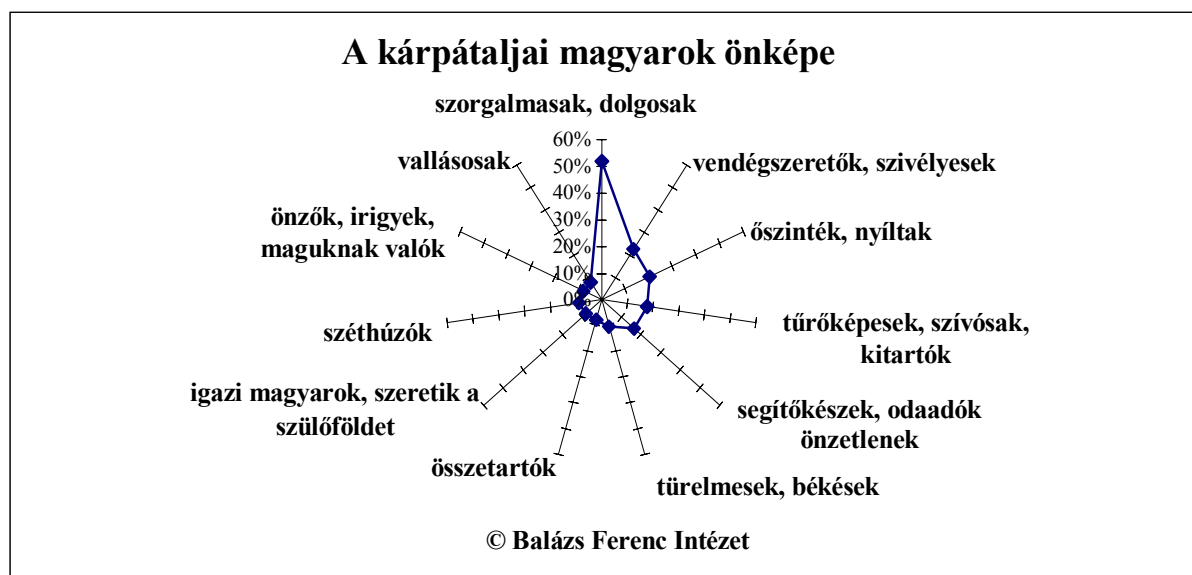 A kárpátaljai magyarok önképe
szorgalmasak, dolgosak
60%
50%
40%
30%
20%
10%
0%
vendégszeretők, szivélyesek
őszinték, nyíltak
tűrőképesek, szívósak,
kitartók
segítőkészek, odaadók
önzetlenek
türelmesek, békések
összetartók
igazi magyarok, szeretik a
szülőföldet
széthúzók
önzők, irigyek,
maguknak valók
vallásosak
© Balázs Ferenc Intézet